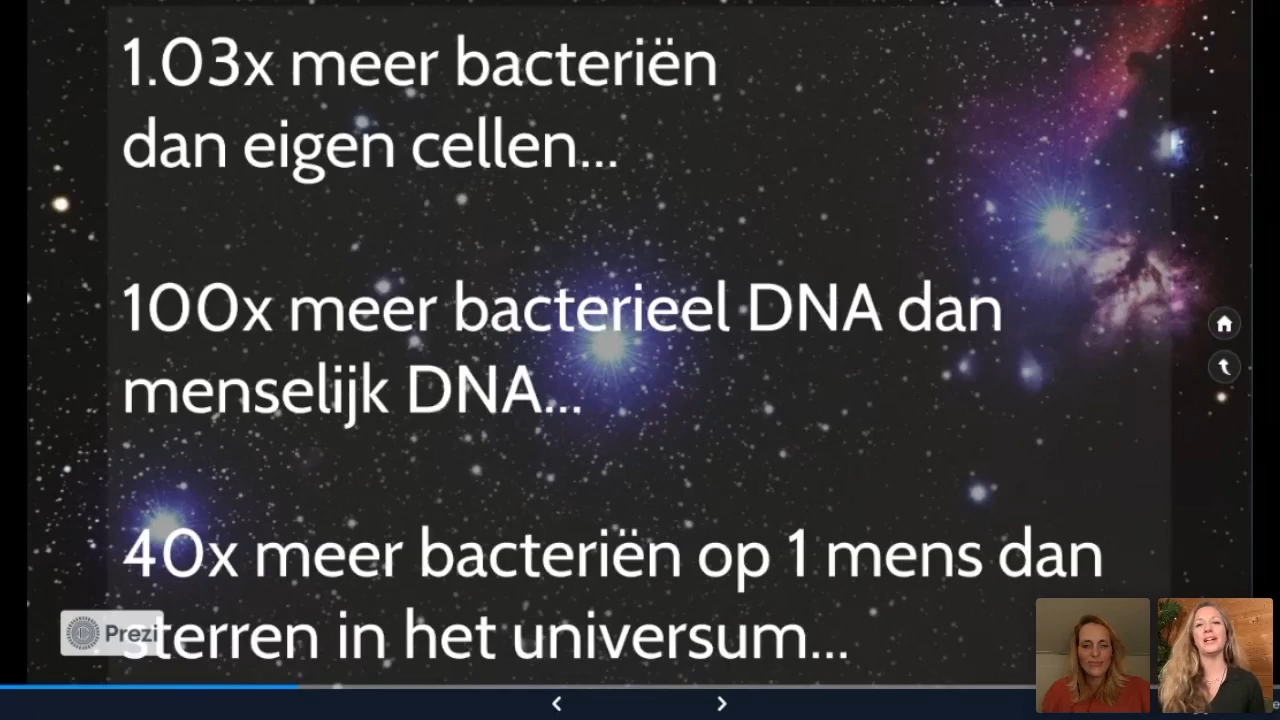 1.03x meer bacteriën
dan eigen cellen...
100x meer bacterieel DNA dan
menselijk DNA...
40x meer bacteriën op 1 mens dan
sterren in het universum...
Prezi